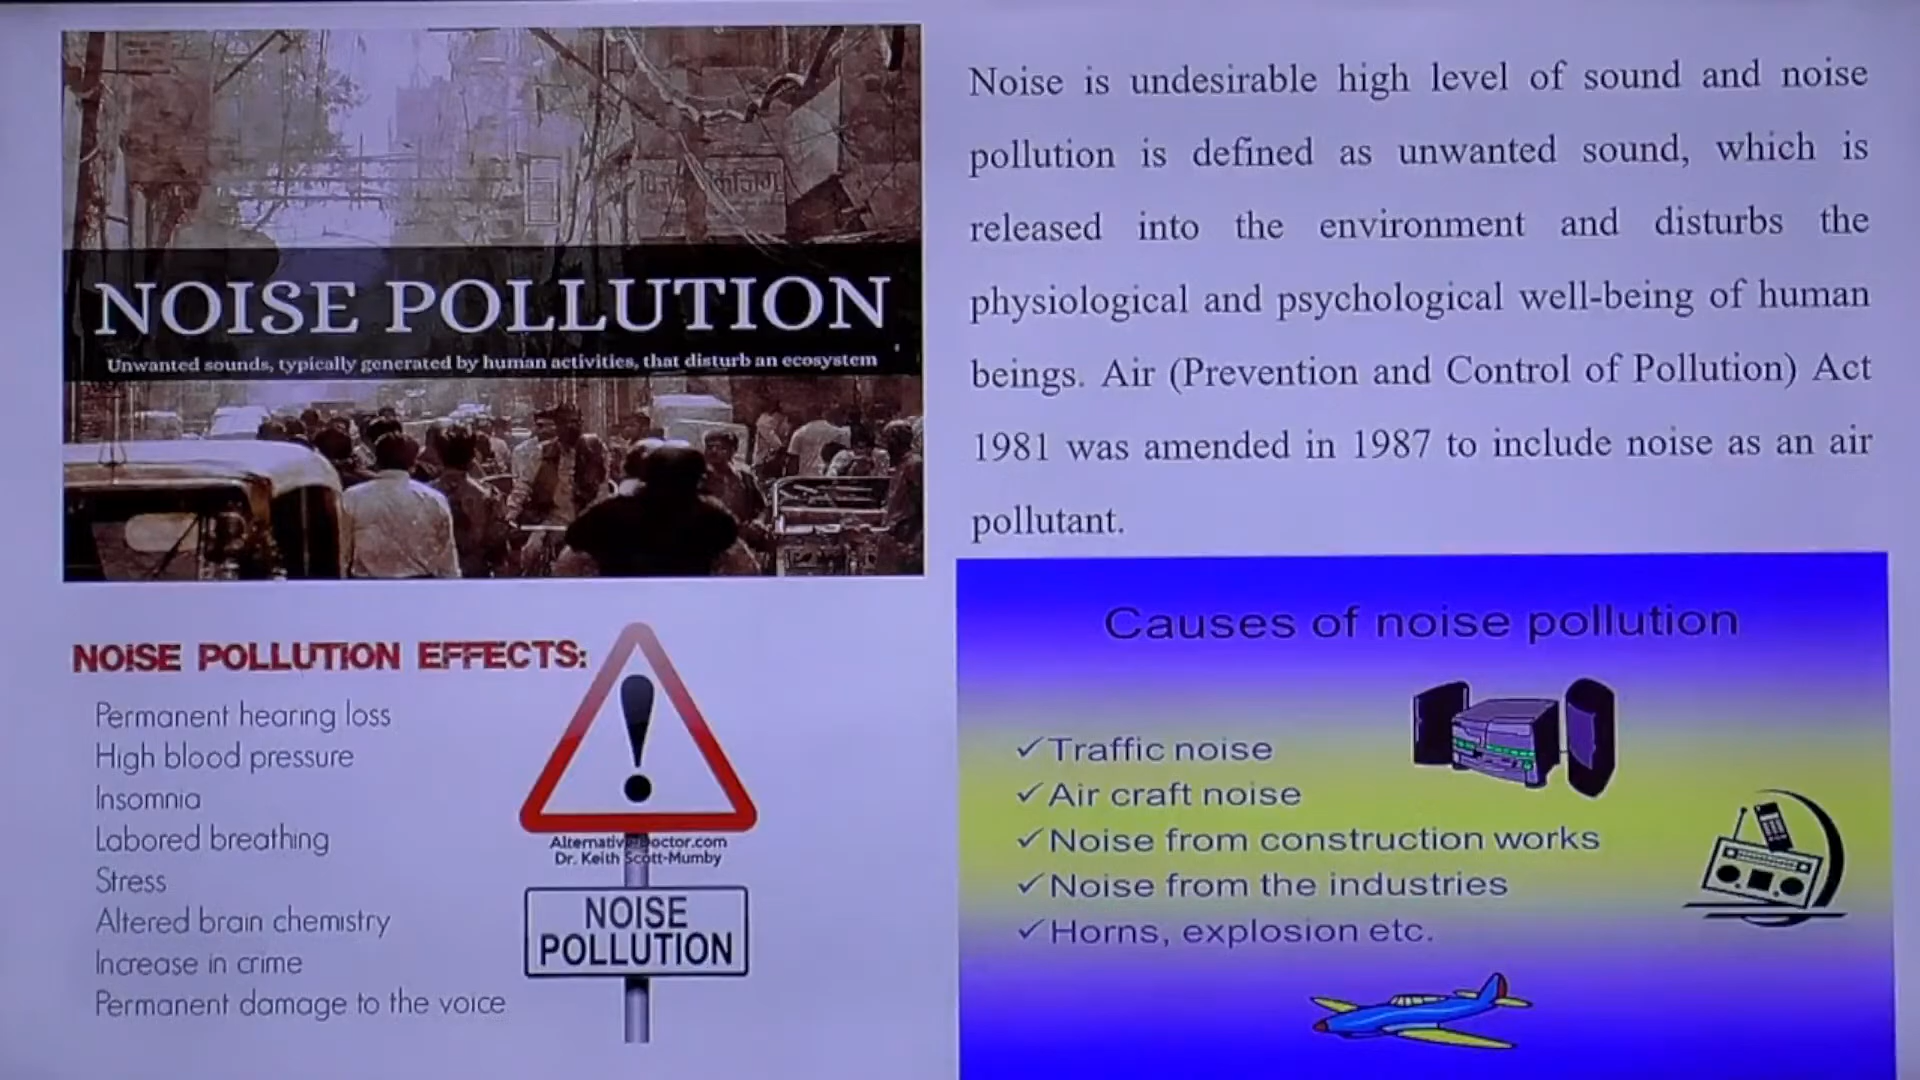 NOISE POLLUTION
Unwanted sounds, typically generated by human activities, that disturb an ecosystem
Noise is undesirable high level of sound and noise
pollution is defined as unwanted sound, which is
released into the environment and disturbs the
physiological and psychological well-being of human
beings. Air (Prevention and Control of Pollution) Act
1981 was amended in 1987 to include noise as an air
pollutant.
NOISE POLLUTION EFFECTS:
Permanent hearing loss
High blood pressure
Insomnia
Labored breathing
Stress
Altered brain chemistry
Increase in crime
Permanent damage to the voice
AlternativeDoctor.com
Dr. Keith Scott-Mumby
NOISE
POLLUTION
Causes of noise pollution
✓Traffic noise
✓Air craft noise
✓Noise from construction works
✓Noise from the industries
✓Horns, explosion etc.